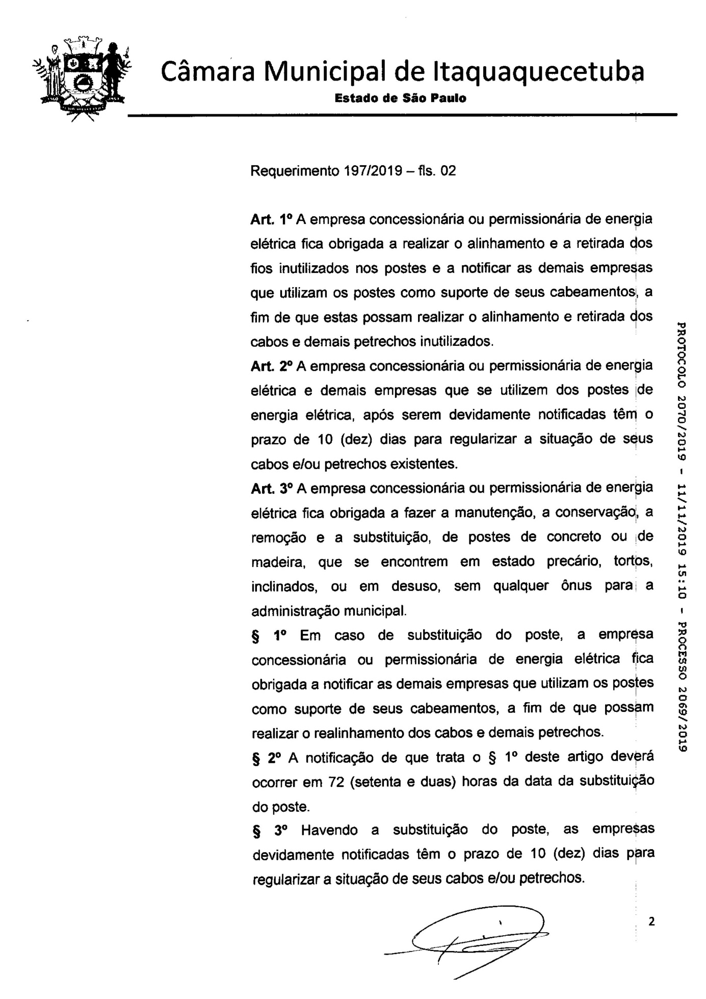 Câmara Municipal de Itaquaquecetuba
Estado de São Paulo
Requerimento 197/2019 – fls. 02
Art. 1º A empresa concessionária ou permissionária de energia
elétrica fica obrigada a realizar o alinhamento e a retirada dos
fios inutilizados nos postes e a notificar as demais empresas
que utilizam os postes como suporte de seus cabeamentos, a
fim de que estas possam realizar o alinhamento e retirada dos
cabos e demais petrechos inutilizados.
Art. 2º A empresa concessionária ou permissionária de energia
elétrica e demais empresas que se utilizem dos postes de
energia elétrica, após serem devidamente notificadas têm o
prazo de 10 (dez) dias para regularizar a situação de seus
cabos e/ou petrechos existentes.
Art. 3º A empresa concessionária ou permissionária de energia
elétrica fica obrigada a fazer a manutenção, a conservação, a
remoção e a substituição, de postes de concreto ou de
madeira, que se encontrem em estado precário, tortos,
inclinados, ou em desuso, sem qualquer ônus para a
administração municipal.
§ 1º Em caso de substituição do poste, a empresa
concessionária ou permissionária de energia elétrica fica
obrigada a notificar as demais empresas que utilizam os postes
como suporte de seus cabeamentos, a fim de que possam
realizar o realinhamento dos cabos e demais petrechos.
§ 2º A notificação de que trata o § 1º deste artigo deverá
ocorrer em 72 (setenta e duas) horas da data da substituição
do poste.
§ 3º Havendo a substituição do poste, as empresas
devidamente notificadas têm o prazo de 10 (dez) dias para
regularizar a situação de seus cabos e/ou petrechos.
2
PROTOCOLO 2070/2019 - 11/11/2019 15:10 - PROCESSO 2069/2019